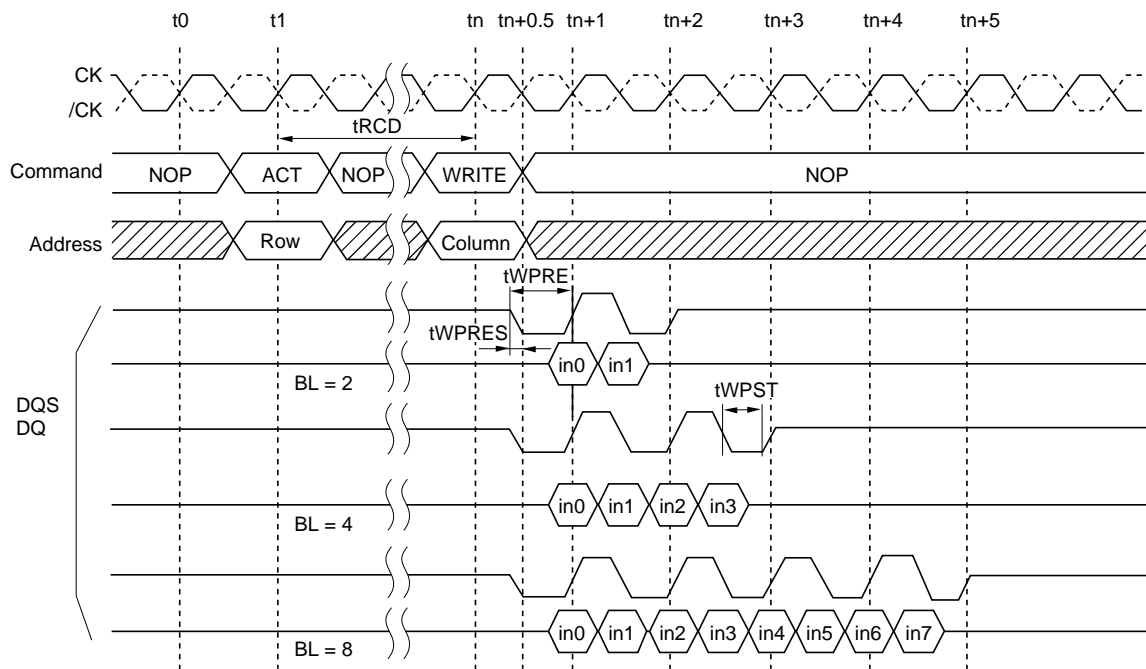 t0 t1 tn tn+0.5 tn+1 tn+2 tn+3 tn+4 tn+5
CK
/CK
tRCD
Command NOP ACT NOP WRITE NOP
Address Row Column
tWPRE
tWPRES
in0 in1
BL = 2
tWPST
DQS
DQ
in0 in1 in2 in3
BL = 4
in0 in1 in2 in3 in4 in5 in6 in7
BL = 8